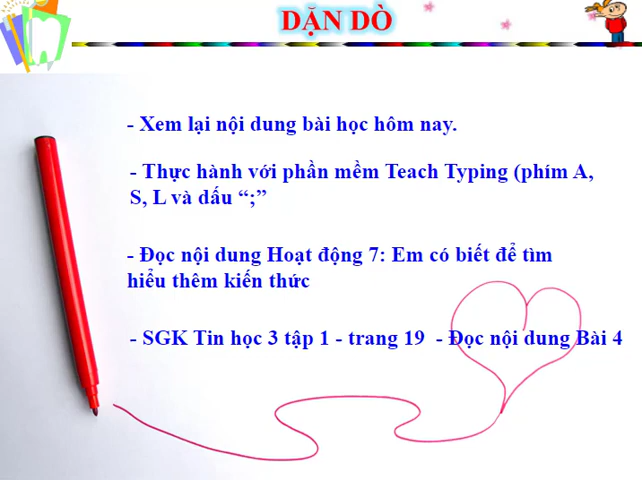 DẶN DÒ
- Xem lại nội dung bài học hôm nay.
- Thực hành với phần mềm Teach Typing (phím A,
S, L và dấu “;”
- Đọc nội dung Hoạt động 7: Em có biết để tìm
hiểu thêm kiến thức
- SGK Tin học 3 tập 1 - trang 19 - Đọc nội dung Bài 4